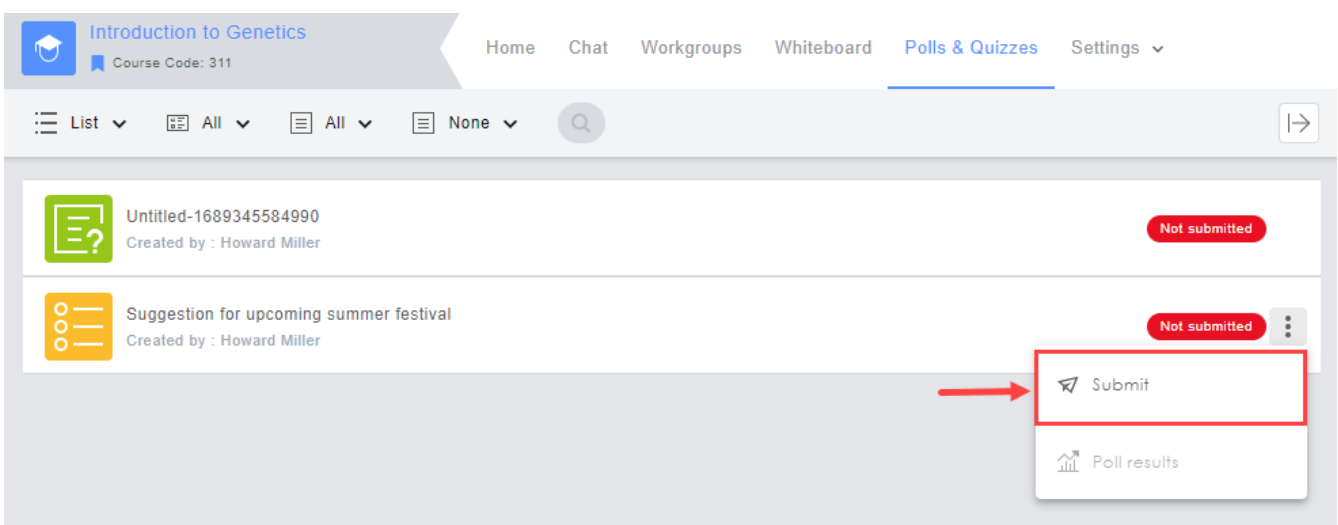 Introduction to Genetics
Course Code: 311
Home Chat Workgroups Whiteboard Polls & Quizzes Settings
List All All None
Untitled-1689345584990
Created by : Howard Miller
Not submitted
Suggestion for upcoming summer festival
Created by : Howard Miller
Not submitted
Submit
Poll results